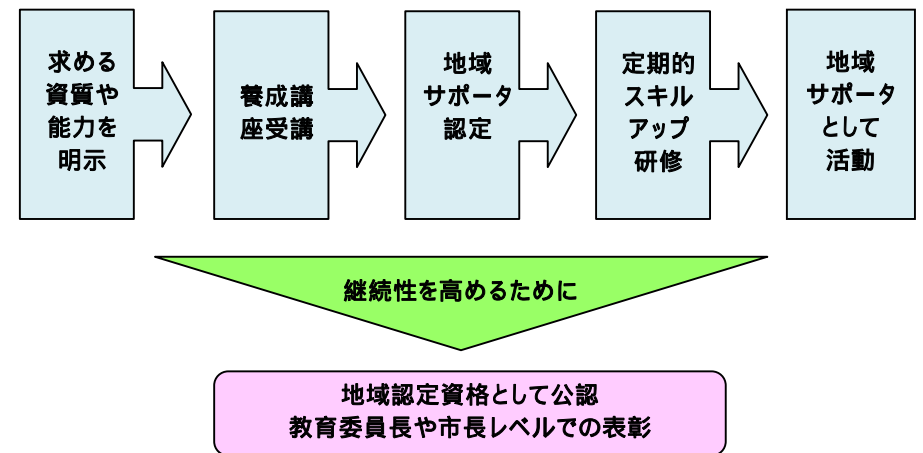 求める
資質や
能力を
明示
養成講
座受講
地域
サポータ
認定
定期的
スキル
アップ
研修
地域
サポータ
として
活動
継続性を高めるために
地域認定資格として公認
教育委員長や市長レベルでの表彰